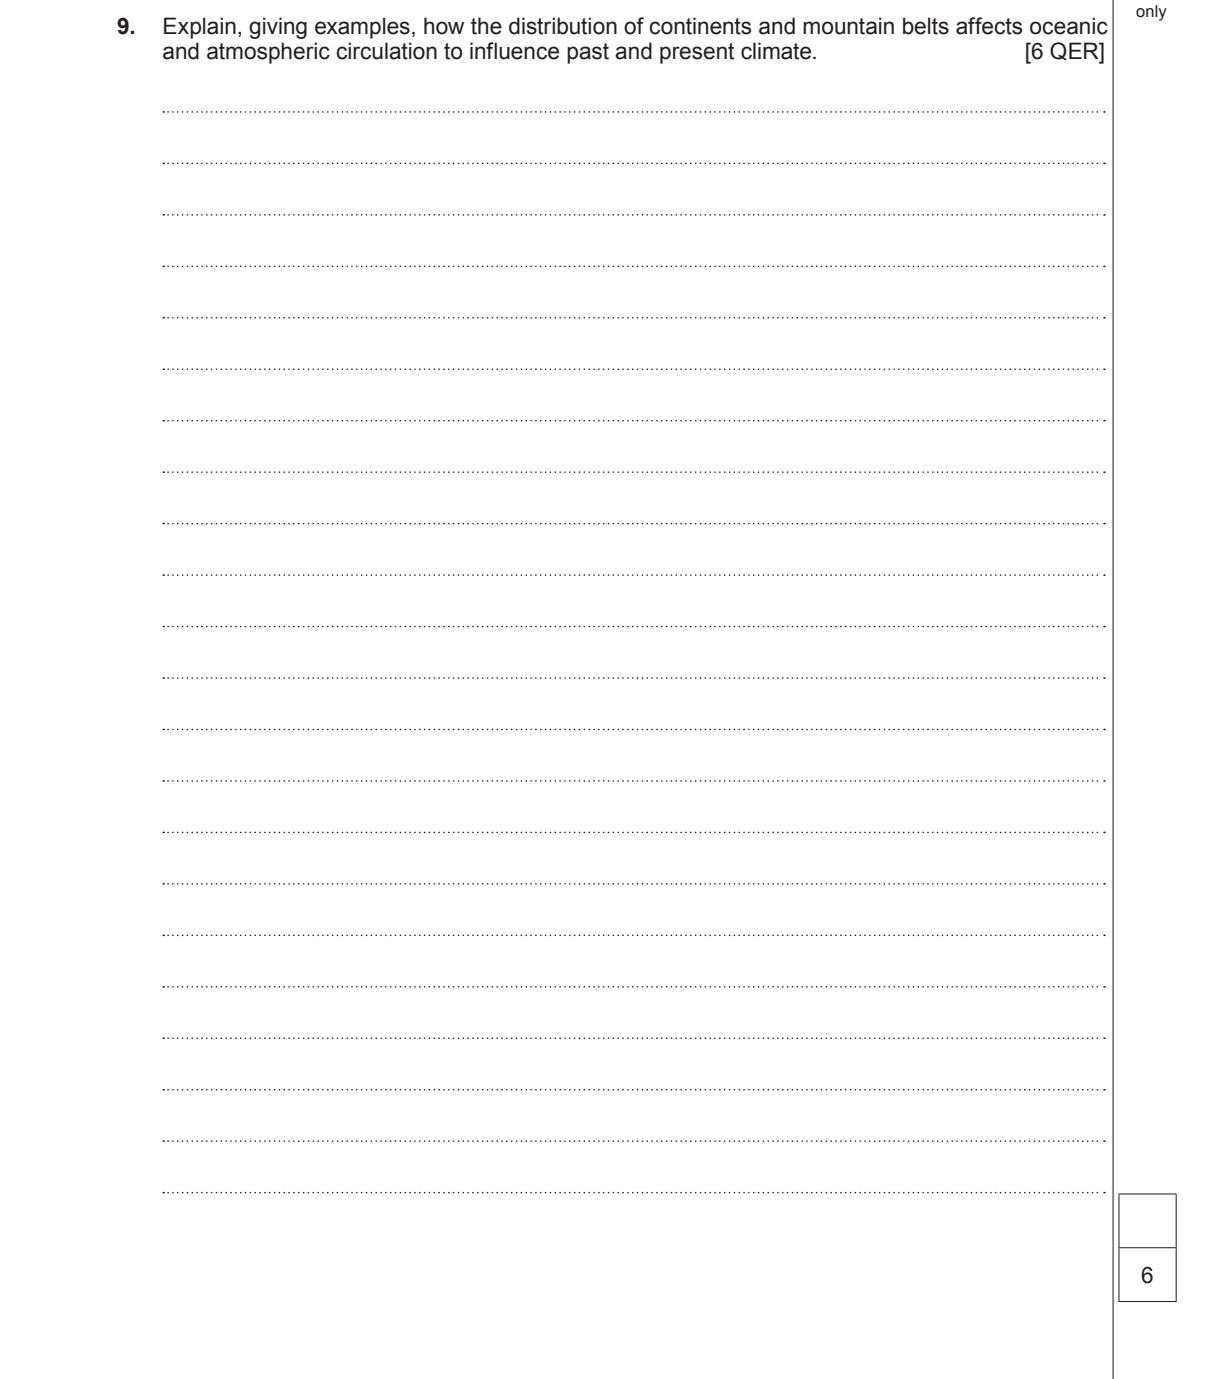 only
9. Explain, giving examples, how the distribution of continents and mountain belts affects oceanic
and atmospheric circulation to influence past and present climate. [6 QER]
6